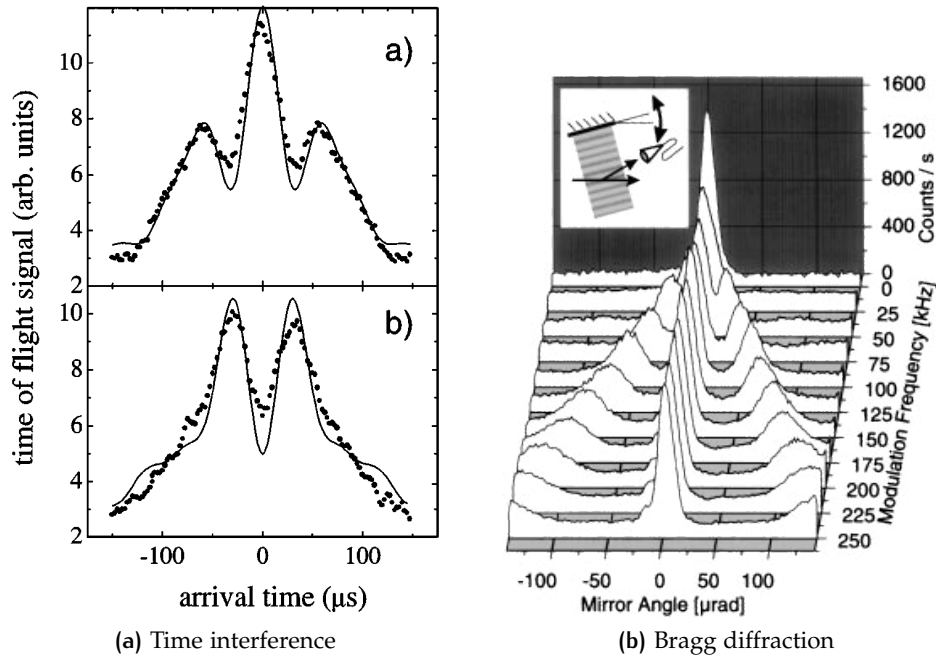 time of flight signal (arb. units)
10
8
6
4
2
a)
10
8
6
4
2
b)
-100 0 100
arrival time (µs)
(a) Time interference
1600
1200
800
400
0
Counts / s
0
25
50
75
100
125
150
175
200
225
250
Modulation Frequency [kHz]
-100 -50 0 50 100
Mirror Angle [µrad]
(b) Bragg diffraction